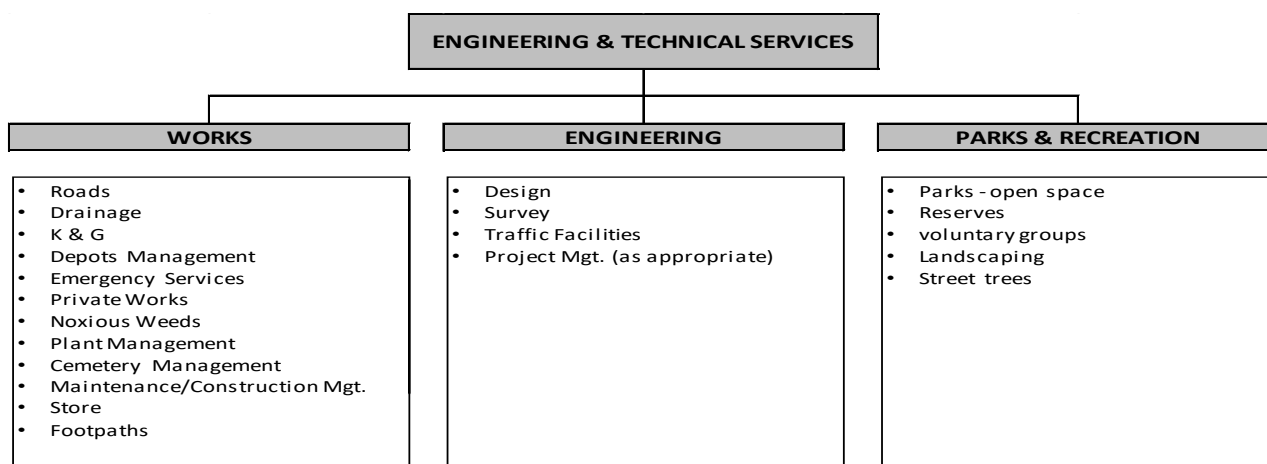 ENGINEERING & TECHNICAL SERVICES
WORKS
• Roads
• Drainage
• K & G
• Depots Management
• Emergency Services
• Private Works
• Noxious Weeds
• Plant Management
• Cemetery Management
• Maintenance/Construction Mgt.
• Store
• Footpaths
ENGINEERING
• Design
• Survey
• Traffic Facilities
• Project Mgt. (as appropriate)
PARKS & RECREATION
• Parks - open space
• Reserves
• voluntary groups
• Landscaping
• Street trees